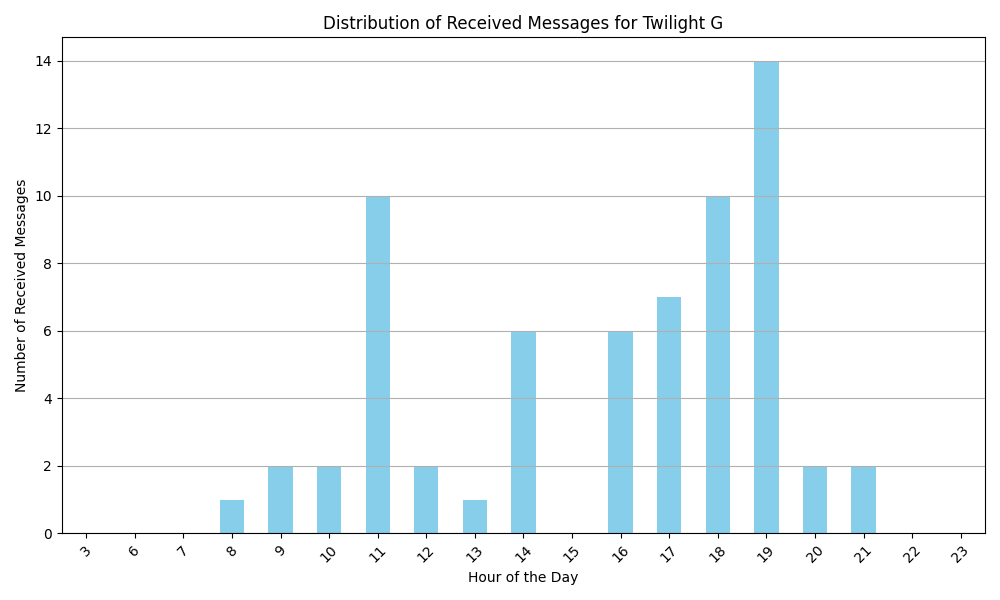 Distribution of Received Messages for Twilight G
Number of Received Messages
14
12
10
8
6
4
2
0
3 6 7 8 9 10 11 12 13 14 15 16 17 18 19 20 21 22 23
Hour of the Day